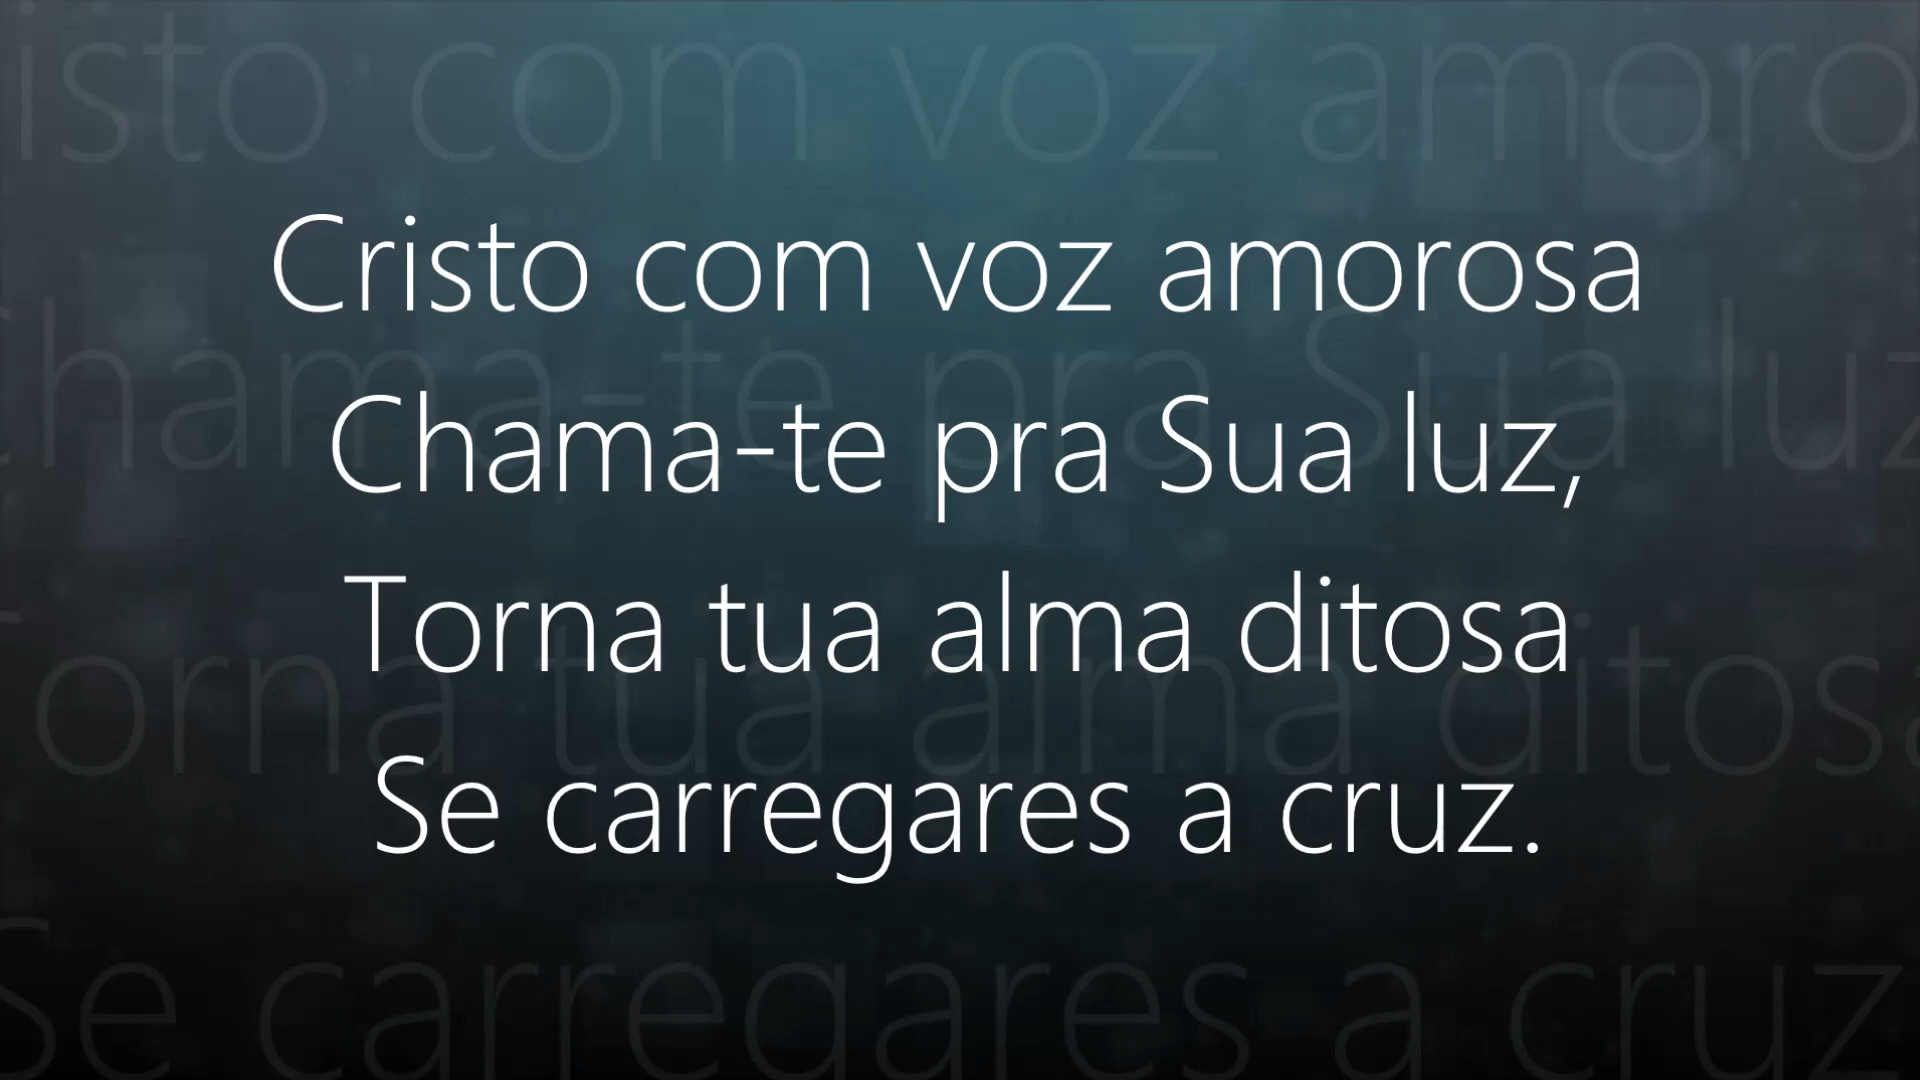 Cristo com voz amorosa
Chama-te pra Sua luz,
Torna tua alma ditosa
Se carregares a cruz.